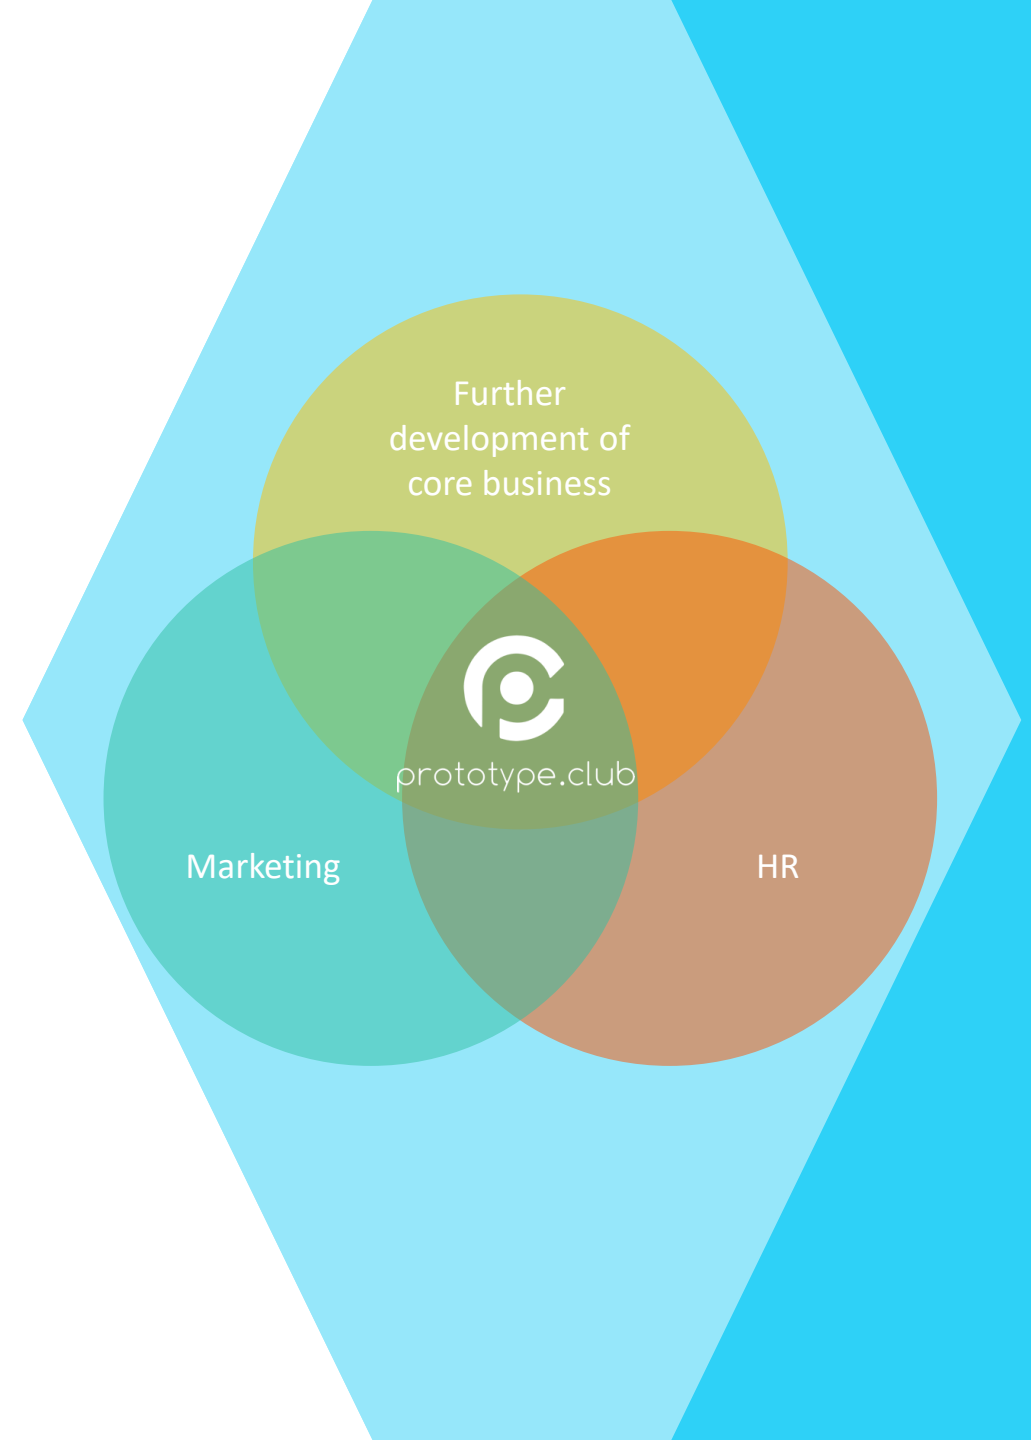 Further
development of
core business
prototype.club
Marketing
HR